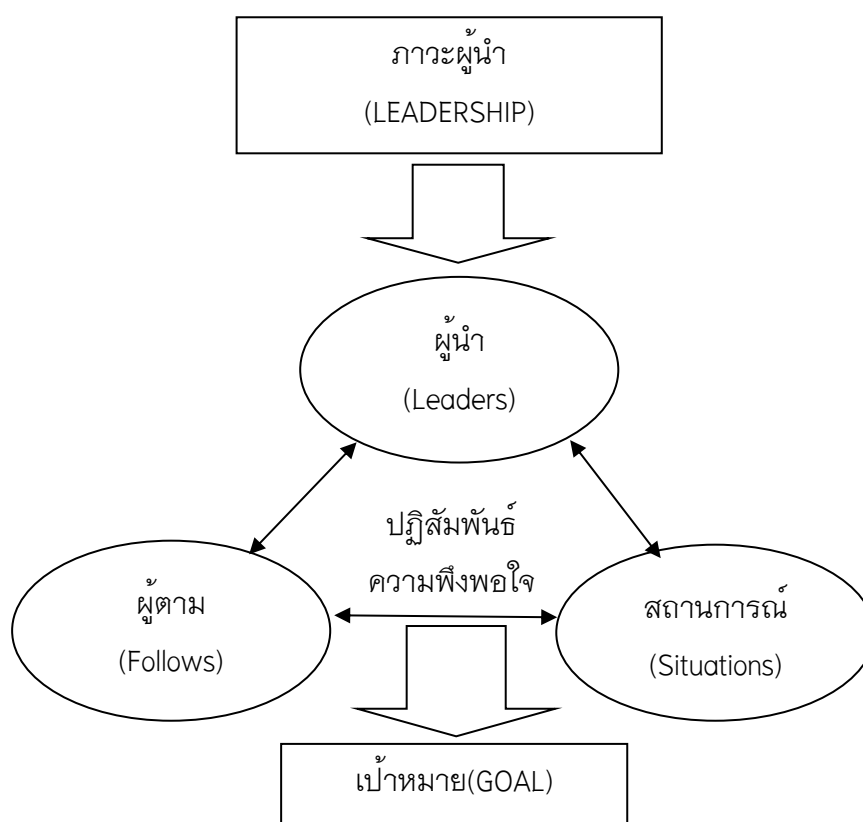 ภาวะผู้นำ
(LEADERSHIP)
ผู้นำ
(Leaders)
ปฏิสัมพันธ์
ความพึงพอใจ
ผู้ตาม
(Follows)
สถานการณ์
(Situations)
เป้าหมาย(GOAL)